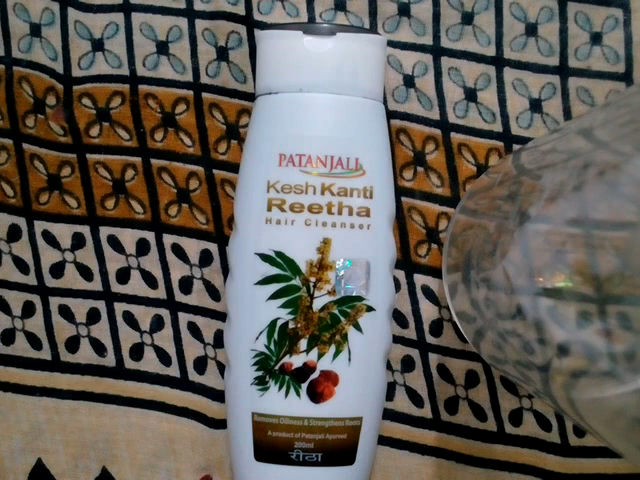 PATANJALI
Kesh Kanti
Reetha
Hair Cleanser
Removes Oiliness & Strengthens Roots
A product of Patanjali Ayurved
200ml
रीठा